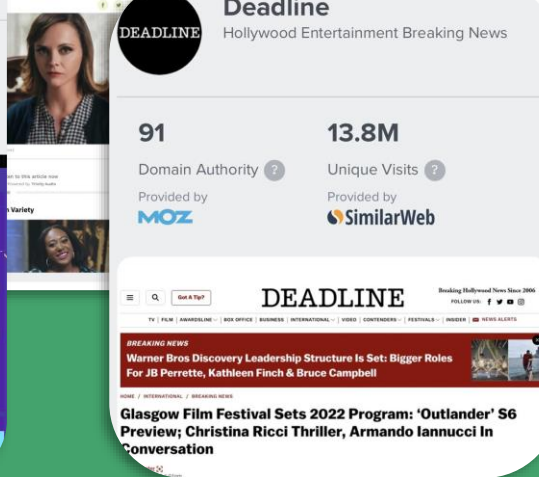 Deadline
DEADLINE
Hollywood Entertainment Breaking News
91
13.8M
Domain Authority ?
Unique Visits ?
Provided by
Provided by
MOZ
SimilarWeb
to this article now
n Variety
Got A Tip?
DEADLINE
Breaking Hollywood News Since 2006
FOLLOW US:
TV | FILM | AWARDSLINE | BOX OFFICE | BUSINESS | INTERNATIONAL | VIDEO | CONTENDERS | FESTIVALS | INSIDER | NEWS ALERTS
BREAKING NEWS
Warner Bros Discovery Leadership Structure Is Set: Bigger Roles
For JB Perrette, Kathleen Finch & Bruce Campbell
HOME / INTERNATIONAL / BREAKING NEWS
Glasgow Film Festival Sets 2022 Program: ‘Outlander’ S6
Preview; Christina Ricci Thriller, Armando Iannucci In
Conversation